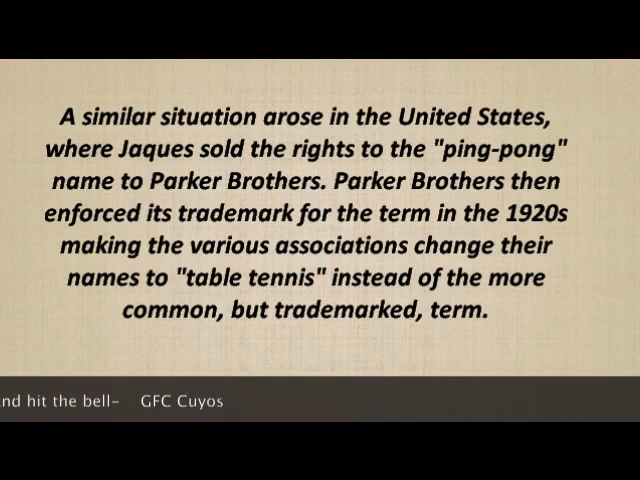 A similar situation arose in the United States,
where Jaques sold the rights to the "ping-pong"
name to Parker Brothers. Parker Brothers then
enforced its trademark for the term in the 1920s
making the various associations change their
names to "table tennis" instead of the more
common, but trademarked, term.
nd hit the bell-    GFC Cuyos